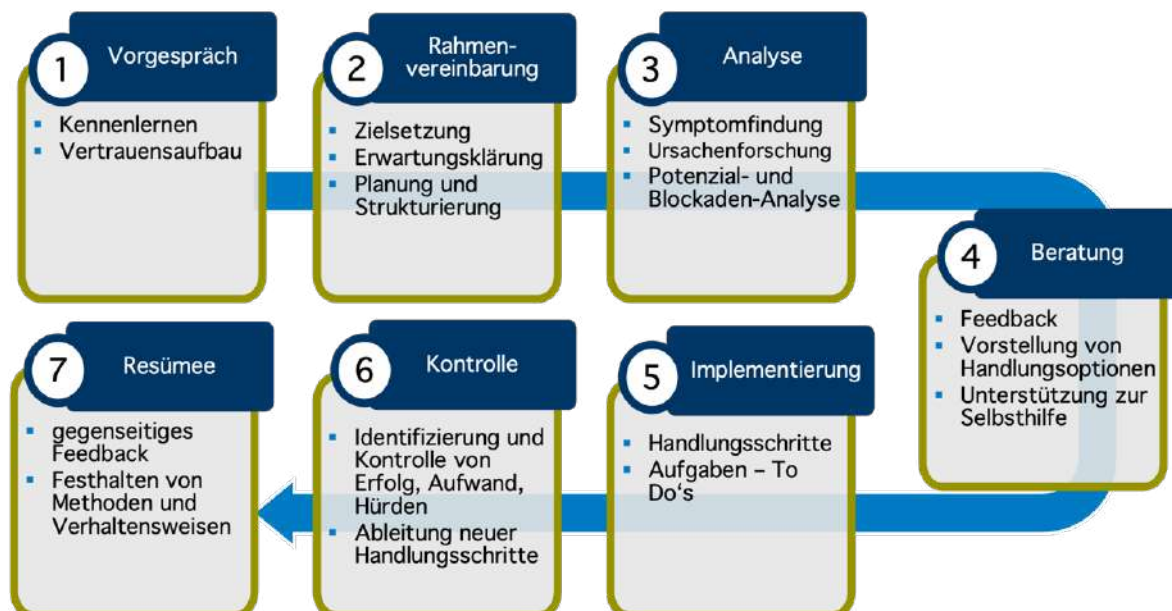 1
Vorgespräch
▪ Kennenlernen
▪ Vertrauensaufbau
2
Rahmen-
vereinbarung
▪ Zielsetzung
▪ Erwartungsklärung
▪ Planung und
Strukturierung
3
Analyse
▪ Symptomfindung
▪ Ursachenforschung
▪ Potenzial- und
Blockaden-Analyse
4
Beratung
▪ Feedback
▪ Vorstellung von
Handlungsoptionen
▪ Unterstützung zur
Selbsthilfe
5
Implementierung
▪ Handlungsschritte
▪ Aufgaben – To
Do‘s
6
Kontrolle
▪ Identifizierung und
Kontrolle von
Erfolg, Aufwand,
Hürden
▪ Ableitung neuer
Handlungsschritte
7
Resümee
▪ gegenseitiges
Feedback
▪ Festhalten von
Methoden und
Verhaltensweisen